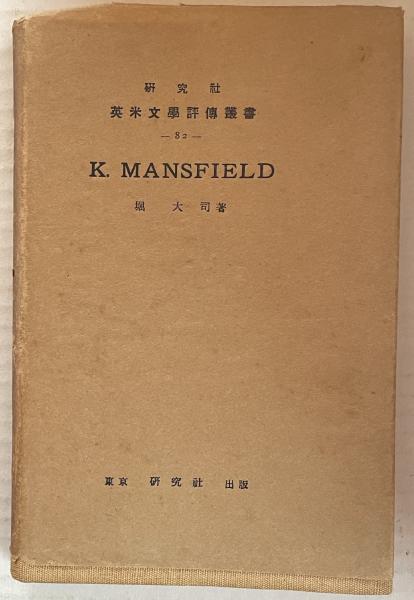 研究社
英米文學評傳叢書
— 82 —
K. MANSFIELD
堀大司著
東京 研究社 出版